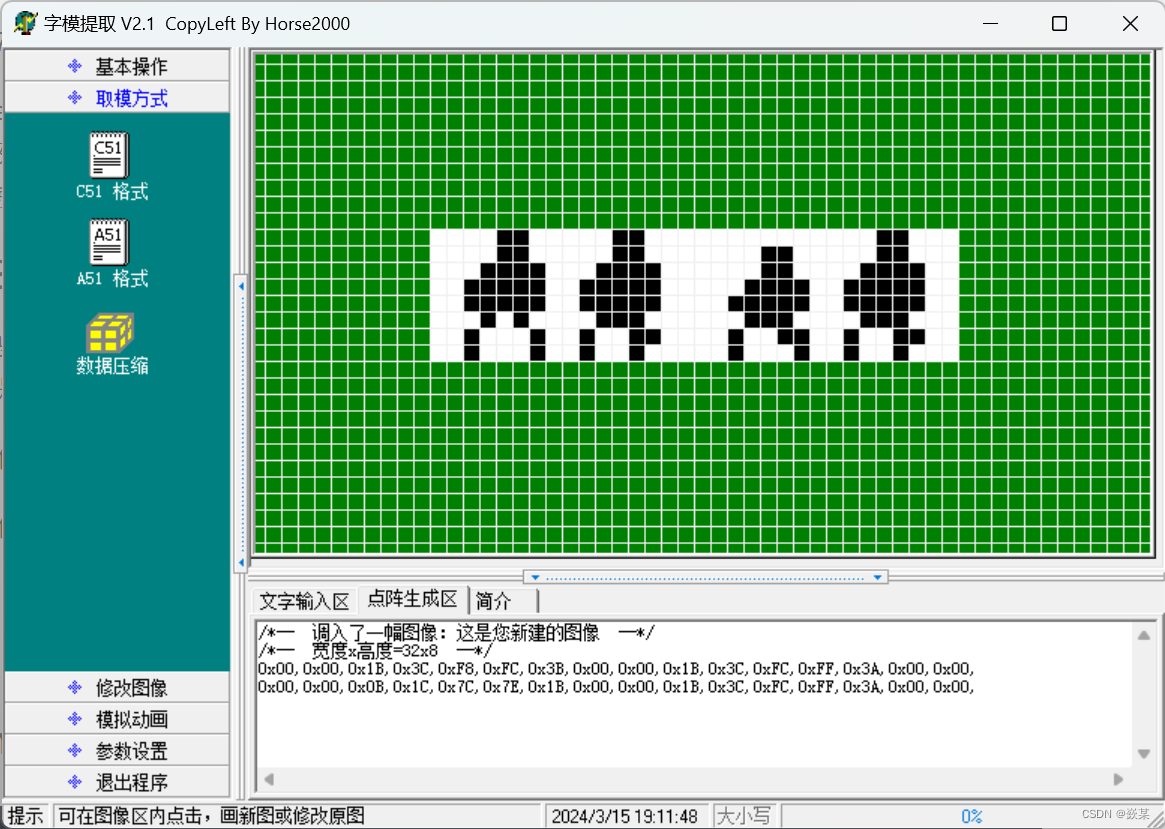 字模提取 V2.1 CopyLeft By Horse2000
基本操作
取模方式
C51
C51 格式
A51
A51 格式
数据压缩
修改图像
模拟动画
参数设置
退出程序
文字输入区
点阵生成区
简介
/*— 调入了一幅图像：这是您新建的图像 —*/
/*— 宽度x高度=32x8 —*/
0x00,0x00,0x1B,0x3C,0xF8,0xFC,0x3B,0x00,0x00,0x1B,0x3C,0xFC,0xFF,0x3A,0x00,0x00,
0x00,0x00,0x0B,0x1C,0x7C,0x7E,0x1B,0x00,0x00,0x1B,0x3C,0xFC,0xFF,0x3A,0x00,0x00,
提示
可在图像区内点击，画新图或修改原图
2024/3/15 19:11:48
大小写
0%
CSDN @嵌某